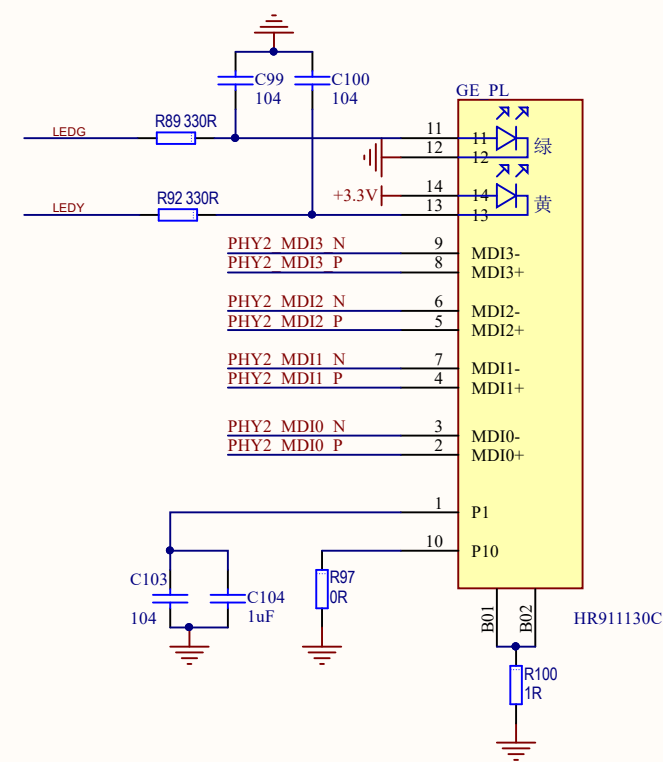 C99
104
C100
104
GE_PL
LEDG
R89 330R
11
11
12
12
绿
+3.3V
14
14
LEDY
R92 330R
13
13
黄
PHY2_MDI3_N
9
MDI3-
PHY2_MDI3_P
8
MDI3+
PHY2_MDI2_N
6
MDI2-
PHY2_MDI2_P
5
MDI2+
PHY2_MDI1_N
7
MDI1-
PHY2_MDI1_P
4
MDI1+
PHY2_MDI0_N
3
MDI0-
PHY2_MDI0_P
2
MDI0+
1
P1
10
P10
C103
104
C104
1uF
R97
0R
B01
B02
HR911130C
R100
1R